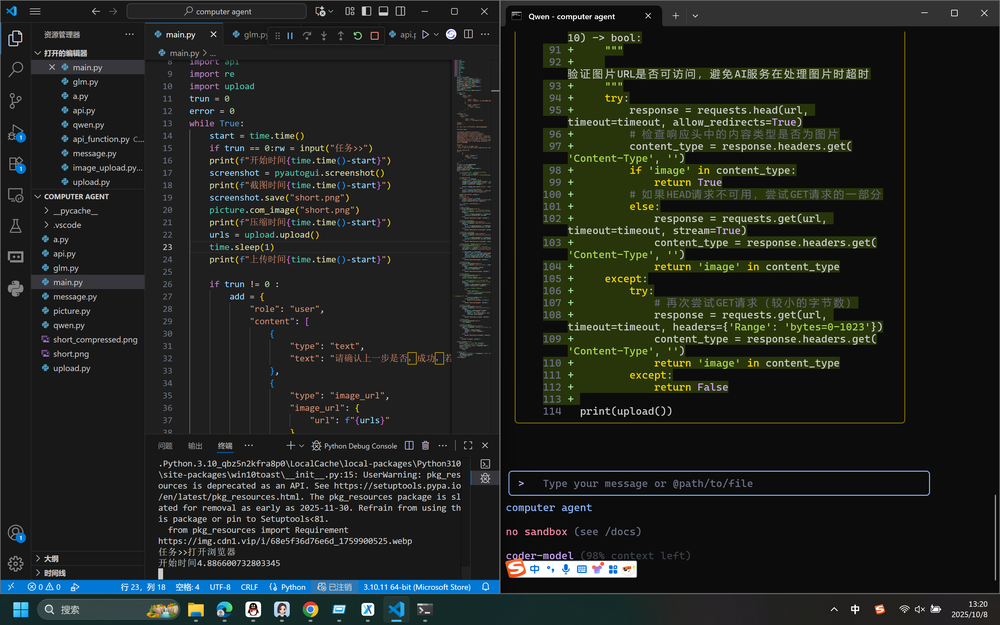 computer agent
资源管理器
打开的编辑器
main.py
glm.py
a.py
api.py
qwen.py
api_function.py C...
message.py
image_upload.py...
upload.py
COMPUTER AGENT
__pycache__
.vscode
a.py
api.py
glm.py
main.py
message.py
picture.py
qwen.py
short_compressed.png
short.png
upload.py
大纲
时间线
main.py
glm.p
api.p
main.py > ...
8 import api
9 import re
10 import upload
11 trun = 0
12 error = 0
13 while True:
14 start = time.time()
15 if trun == 0:rw = input("任务>>")
16 print(f"开始时间{time.time()-start}")
17 screenshot = pyautogui.screenshot()
18 print(f"截图时间{time.time()-start}")
19 screenshot.save("short.png")
20 picture.com_image("short.png")
21 print(f"压缩时间{time.time()-start}")
22 urls = upload.upload()
23 time.sleep(1)
24 print(f"上传时间{time.time()-start}")
25
26 if trun != 0 :
27 add = {
28 "role": "user",
29 "content": [
30 {
31 "type": "text",
32 "text": "请确认上一步是否，成功，若
33 },
34 {
35 "type": "image_url",
36 "image_url": {
37 "url": f"{urls}"
38 }
问题 输出 终端 ... Python Debug Console
.Python.3.10_qbz5n2kfra8p0\LocalCache\local-packages\Python310
\site-packages\win10toast\__init__.py:15: UserWarning: pkg_res
ources is deprecated as an API. See https://setuptools.pypa.io
/en/latest/pkg_resources.html. The pkg_resources package is sl
ated for removal as early as 2025-11-30. Refrain from using th
is package or pin to Setuptools<81.
from pkg_resources import Requirement
https://img.cdn1.vip/i/68e5f36d76e6d_1759900525.webp
任务>>打开浏览器
开始时间4.886600732803345
0 0 行 23, 列 18 空格: 4 UTF-8 CRLF {} Python 已注销 3.10.11 64-bit (Microsoft Store)
Qwen - computer agent
10) -> bool:
91 + """
92 +
验证图片URL是否可访问，避免AI服务在处理图片时超时
93 + """
94 + try:
95 + response = requests.head(url,
timeout=timeout, allow_redirects=True)
96 + # 检查响应头中的内容类型是否为图片
97 + content_type = response.headers.get(
'Content-Type', '')
98 + if 'image' in content_type:
99 + return True
100 + # 如果HEAD请求不可用，尝试GET请求的一部分
101 + else:
102 + response = requests.get(url,
timeout=timeout, stream=True)
103 + content_type = response.headers.get(
'Content-Type', '')
104 + return 'image' in content_type
105 + except:
106 + try:
107 + # 再次尝试GET请求（较小的字节数）
108 + response = requests.get(url,
timeout=timeout, headers={'Range': 'bytes=0-1023'})
109 + content_type = response.headers.get(
'Content-Type', '')
110 + return 'image' in content_type
111 + except:
112 + return False
113 +
114 print(upload())
> Type your message or @path/to/file
computer agent
no sandbox (see /docs)
coder-model (98% context left)
中
搜索
中
13:20
2025/10/8